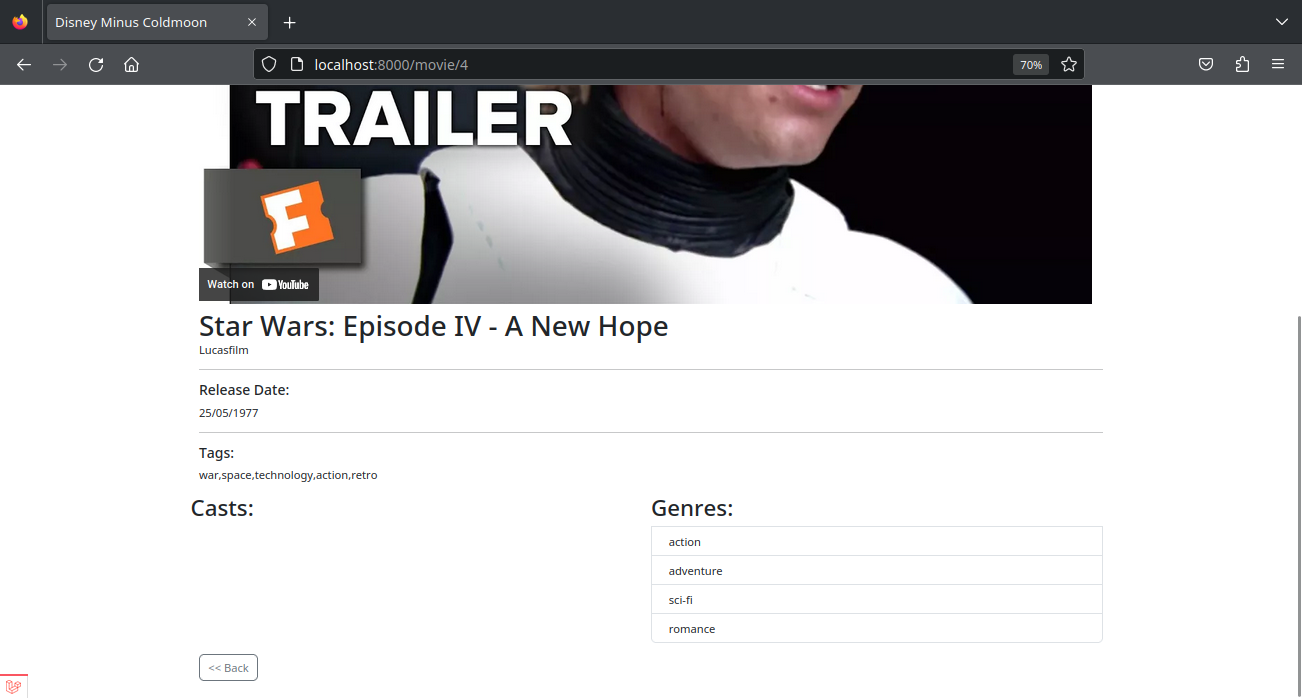 Disney Minus Coldmoon
localhost:8000/movie/4
70%
TRAILER
F
Watch on YouTube
Star Wars: Episode IV - A New Hope
Lucasfilm
Release Date:
25/05/1977
Tags:
war,space,technology,action,retro
Casts:
Genres:
action
adventure
sci-fi
romance
<< Back